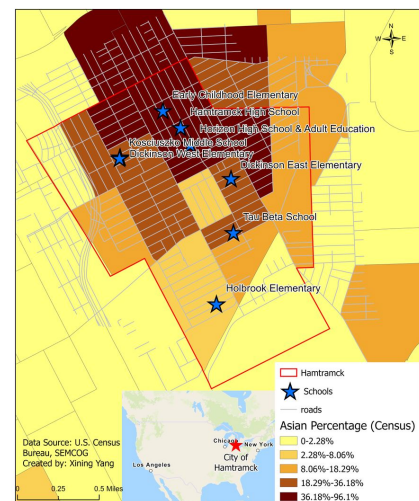 N
W E
S
Early Childhood Elementary
Hamtramck High School
Horizon High School & Adult Education
Kosciuszko Middle School
Dickinson West Elementary
Dickinson East Elementary
Tau Beta School
Holbrook Elementary
Hamtramck
Schools
roads
Asian Percentage (Census)
0-2.28%
2.28%-8.06%
8.06%-18.29%
18.29%-36.18%
36.18%-96.1%
Chicago
New York
Los Angeles
City of
Hamtramck
Data Source: U.S. Census
Bureau, SEMCOG
Created by: Xining Yang
0 0.25 0.5 Miles